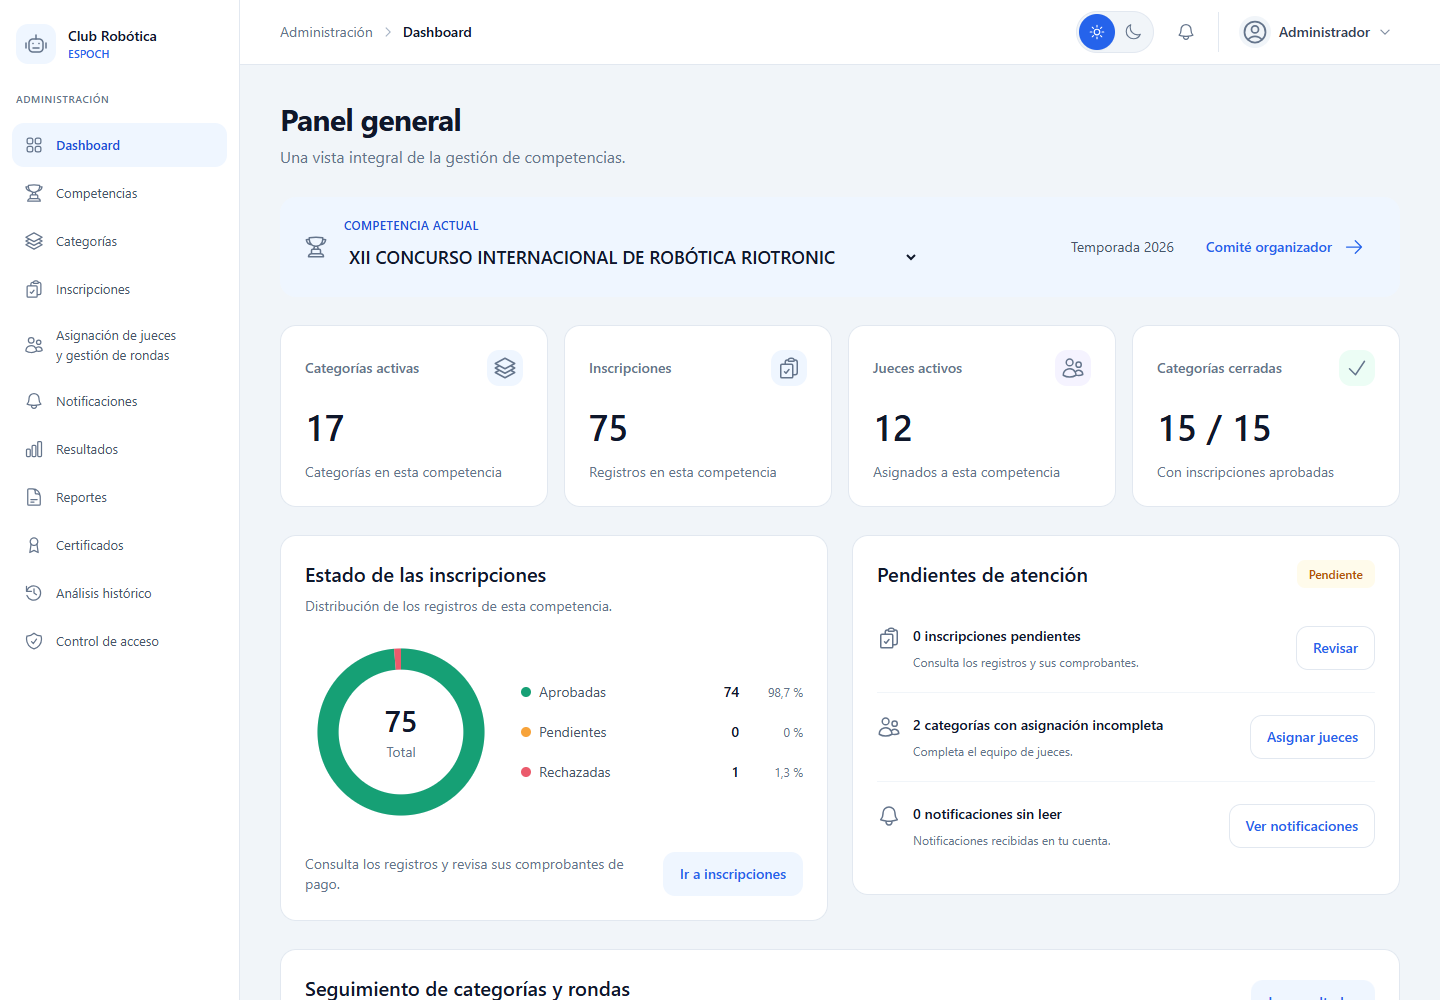 Club Robótica
ESPOCH
ADMINISTRACIÓN
Dashboard
Competencias
Categorías
Inscripciones
Asignación de jueces
y gestión de rondas
Notificaciones
Resultados
Reportes
Certificados
Análisis histórico
Control de acceso
Administración
Dashboard
Administrador
Panel general
Una vista integral de la gestión de competencias.
COMPETENCIA ACTUAL
XII CONCURSO INTERNACIONAL DE ROBÓTICA RIOTRONIC
Temporada 2026
Comité organizador
Categorías activas
17
Categorías en esta competencia
Inscripciones
75
Registros en esta competencia
Jueces activos
12
Asignados a esta competencia
Categorías cerradas
15 / 15
Con inscripciones aprobadas
Estado de las inscripciones
Distribución de los registros de esta competencia.
75
Total
Aprobadas 74 98,7 %
Pendientes 0 0 %
Rechazadas 1 1,3 %
Consulta los registros y revisa sus comprobantes de
pago.
Ir a inscripciones
Pendientes de atención
Pendiente
0 inscripciones pendientes
Consulta los registros y sus comprobantes.
Revisar
2 categorías con asignación incompleta
Completa el equipo de jueces.
Asignar jueces
0 notificaciones sin leer
Notificaciones recibidas en tu cuenta.
Ver notificaciones
Seguimiento de categorías y rondas